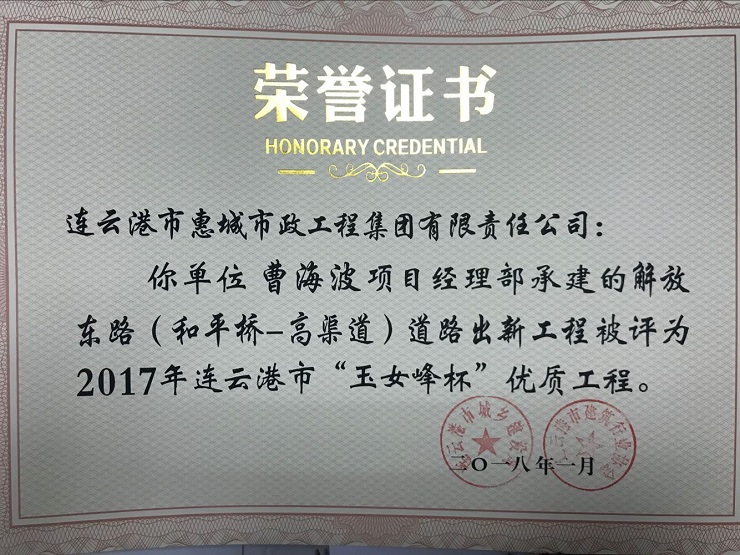 荣誉证书
HONORARY CREDENTIAL
连云港市惠城市政工程集团有限责任公司：
你单位 曹海波项目经理部承建的解放
东路（和平桥-高渠道）道路出新工程被评为
2017年连云港市“玉女峰杯”优质工程。
二〇一八年一月